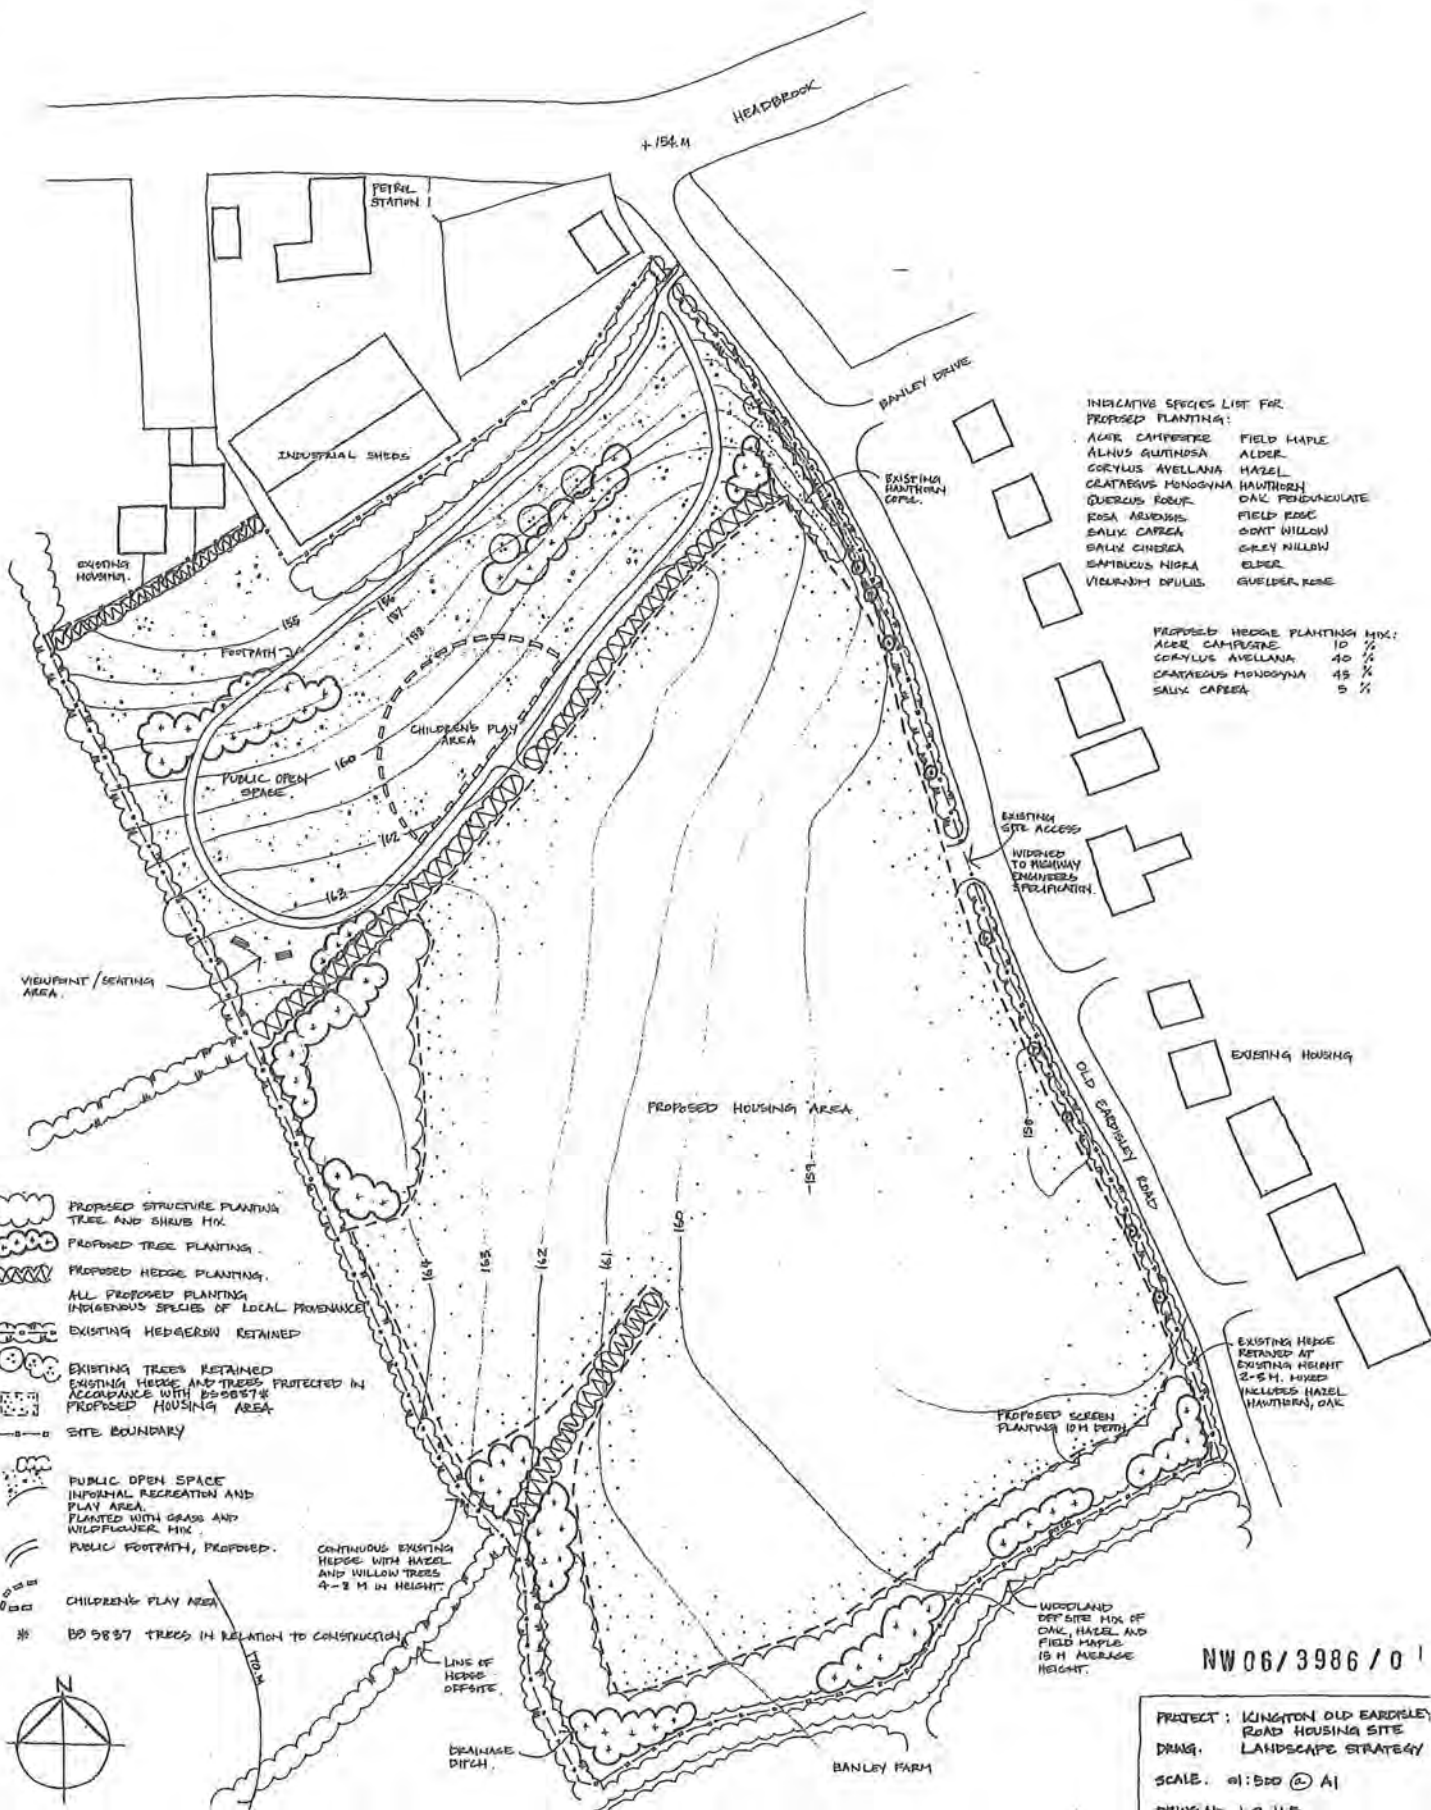 HEADBROOK
+ 154.M
PETROL
STATION
INDUSTRIAL SHEDS
BANLEY DRIVE
EXISTING
HAWTHORN
COPSE.
EXISTING
HOUSING.
155
156
157
158
FOOTPATH
CHILDREN'S PLAY
AREA
PUBLIC OPEN
SPACE
160
162
163
VIEWPOINT/SEATING
AREA.
INDICATIVE SPECIES LIST FOR
PROPOSED PLANTING:
ACER CAMPESTRE FIELD MAPLE
ALNUS GLUTINOSA ALDER
CORYLUS AVELLANA HAZEL
CRATAEGUS MONOGYNA HAWTHORN
QUERCUS ROBUR OAK PENDUNCULATE
ROSA ARVENSIS FIELD ROSE
SALIX CAPREA GOAT WILLOW
SALIX CINEREA GREY WILLOW
SAMBUCUS NIGRA ELDER
VIBURNUM OPULUS GUELDER ROSE
PROPOSED HEDGE PLANTING MIX:
ACER CAMPESTRE 10 %
CORYLUS AVELLANA 40 %
CRATAEGUS MONOGYNA 45 %
SALIX CAPREA 5 %
EXISTING
SITE ACCESS
WIDENED
TO HIGHWAY
ENGINEERS
SPECIFICATION.
EXISTING HOUSING
OLD EARDISLEY ROAD
PROPOSED HOUSING AREA
158
159
160
161
162
163
164
EXISTING HEDGE
RETAINED AT
EXISTING HEIGHT
2-5 M. MIXED
INCLUDES HAZEL
HAWTHORN, OAK
PROPOSED SCREEN
PLANTING 10M DEPTH
PROPOSED STRUCTURE PLANTING
TREE AND SHRUB MIX
PROPOSED TREE PLANTING.
PROPOSED HEDGE PLANTING.
ALL PROPOSED PLANTING
INDIGENOUS SPECIES OF LOCAL PROVENANCE
EXISTING HEDGEROW RETAINED
EXISTING TREES RETAINED
EXISTING HEDGE AND TREES PROTECTED IN
ACCORDANCE WITH BS5837*
PROPOSED HOUSING AREA
SITE BOUNDARY
PUBLIC OPEN SPACE
INFORMAL RECREATION AND
PLAY AREA.
PLANTED WITH GRASS AND
WILDFLOWER MIX.
PUBLIC FOOTPATH, PROPOSED.
CHILDREN'S PLAY AREA
* BS 5837 TREES IN RELATION TO CONSTRUCTION
CONTINUOUS EXISTING
HEDGE WITH HAZEL
AND WILLOW TREES
4-8 M IN HEIGHT.
170.M
LINE OF
HEDGE
OFFSITE.
DRAINAGE
DITCH.
BANLEY FARM
WOODLAND
OFF SITE MIX OF
OAK, HAZEL AND
FIELD MAPLE
15 M AVERAGE
HEIGHT.
N
NW06/3986/0
PROJECT : KINGTON OLD EARDISLEY
ROAD HOUSING SITE
DRWG. LANDSCAPE STRATEGY
SCALE. 1:500 @ A1